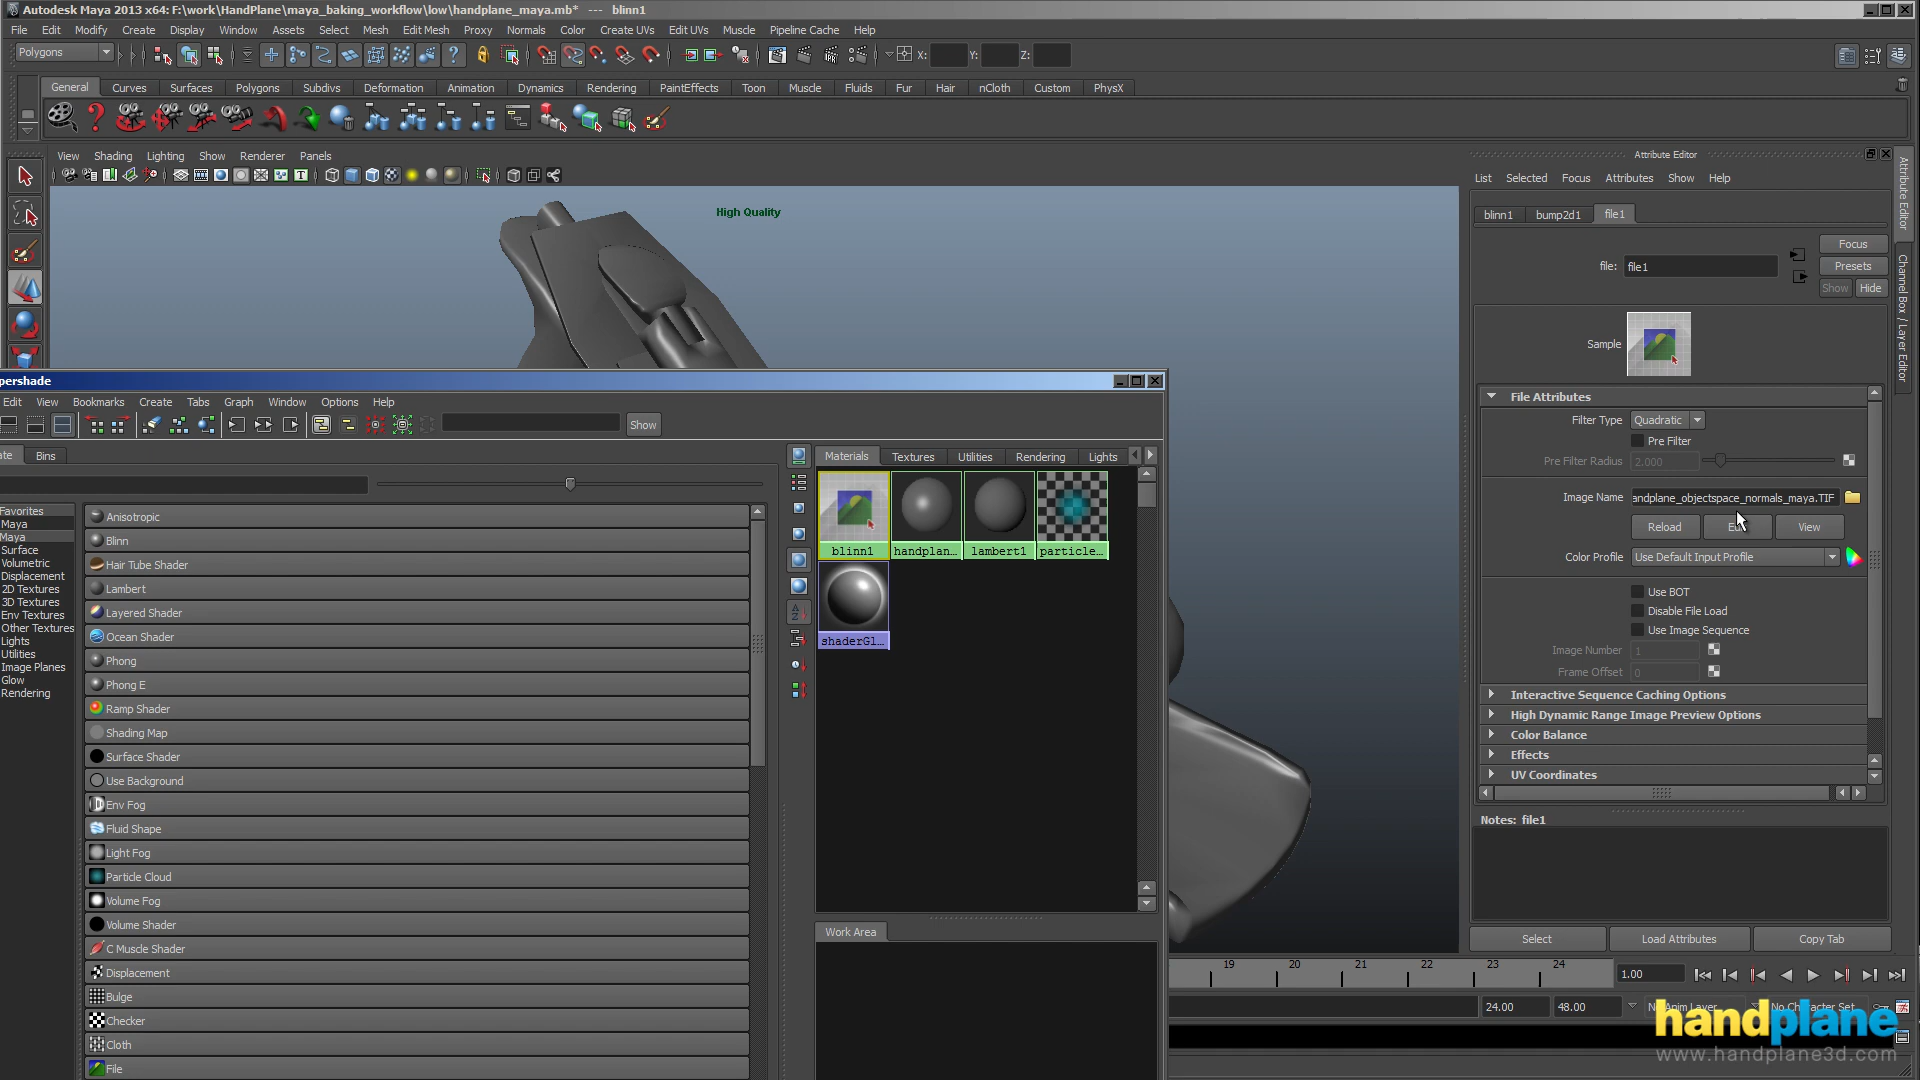 Autodesk Maya 2013 x64: F:\work\HandPlane\maya_baking_workflow\low\handplane_maya.mb* --- blinn1
File Edit Modify Create Display Window Assets Select Mesh Edit Mesh Proxy Normals Color Create UVs Edit UVs Muscle Pipeline Cache Help
Polygons X: Y: Z:
General Curves Surfaces Polygons Subdivs Deformation Animation Dynamics Rendering PaintEffects Toon Muscle Fluids Fur Hair nCloth Custom PhysX
View Shading Lighting Show Renderer Panels
High Quality
Attribute Editor
List Selected Focus Attributes Show Help
blinn1 bump2d1 file1
Focus
file: file1 Presets
Show Hide
Sample
File Attributes
Filter Type Quadratic
Pre Filter
Pre Filter Radius 2.000
Image Name andplane_objectspace_normals_maya.TIF
Reload View
Color Profile Use Default Input Profile
Use BOT
Disable File Load
Use Image Sequence
Image Number 1
Frame Offset 0
Interactive Sequence Caching Options
High Dynamic Range Image Preview Options
Color Balance
Effects
UV Coordinates
Notes: file1
Select Load Attributes Copy Tab
Attribute Editor
Channel Box / Layer Editor
pershade
Edit View Bookmarks Create Tabs Graph Window Options Help
Show
ate Bins
Materials Textures Utilities Rendering Lights
blinn1 handplan... lambert1 particle...
shaderGl...
Work Area
Favorites
Maya
Maya
Surface
Volumetric
Displacement
2D Textures
3D Textures
Env Textures
Other Textures
Lights
Utilities
Image Planes
Glow
Rendering
Anisotropic
Blinn
Hair Tube Shader
Lambert
Layered Shader
Ocean Shader
Phong
Phong E
Ramp Shader
Shading Map
Surface Shader
Use Background
Env Fog
Fluid Shape
Light Fog
Particle Cloud
Volume Fog
Volume Shader
C Muscle Shader
Displacement
Bulge
Checker
Cloth
File
19 20 21 22 23 24 1.00
24.00 48.00
handplane
www.handplane3d.com